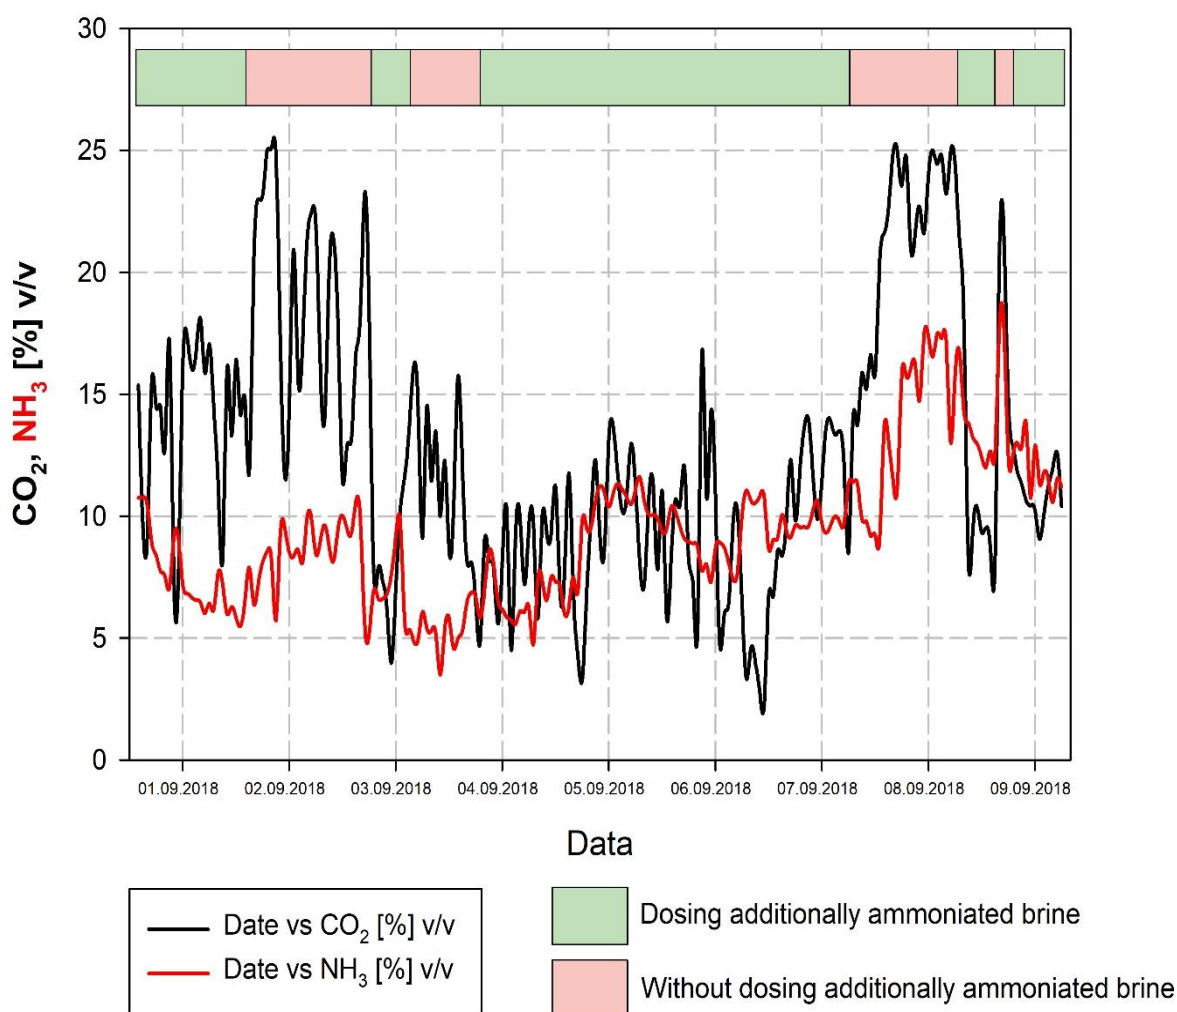 30
25
20
15
10
5
0
CO₂, NH₃ [%] v/v
01.09.2018 02.09.2018 03.09.2018 04.09.2018 05.09.2018 06.09.2018 07.09.2018 08.09.2018 09.09.2018
Data
Date vs CO₂ [%] v/v
Date vs NH₃ [%] v/v
Dosing additionally ammoniated brine
Without dosing additionally ammoniated brine